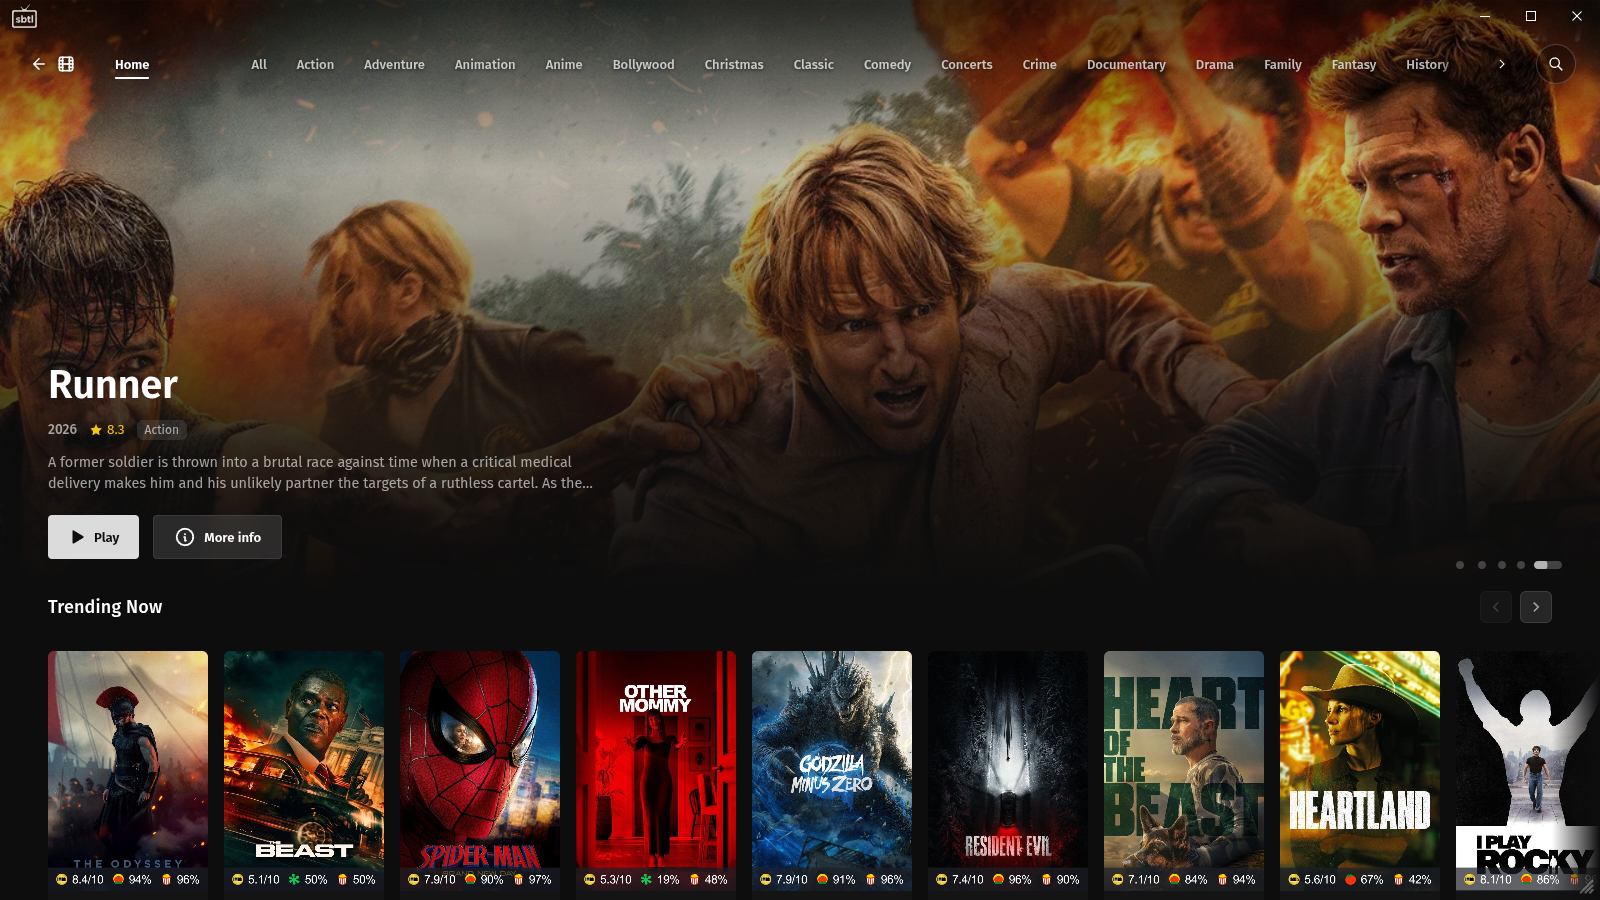 sbtl
Home All Action Adventure Animation Anime Bollywood Christmas Classic Comedy Concerts Crime Documentary Drama Family Fantasy History
Runner
2026 8.3 Action
A former soldier is thrown into a brutal race against time when a critical medical
delivery makes him and his unlikely partner the targets of a ruthless cartel. As the...
Play More info
Trending Now
THE ODYSSEY
8.4/10 94% 96%
BEAST
5.1/10 50% 50%
SPIDER-MAN
BRAND NEW DAY
7.9/10 90% 97%
OTHER
MOMMY
5.3/10 19% 48%
GODZILLA
MINUS ZERO
7.9/10 91% 96%
RESIDENT EVIL
7.4/10 96% 90%
HEART
OF
THE
BEAST
7.1/10 84% 94%
HEARTLAND
5.6/10 67% 42%
I PLAY
ROCKY
8.1/10 86%